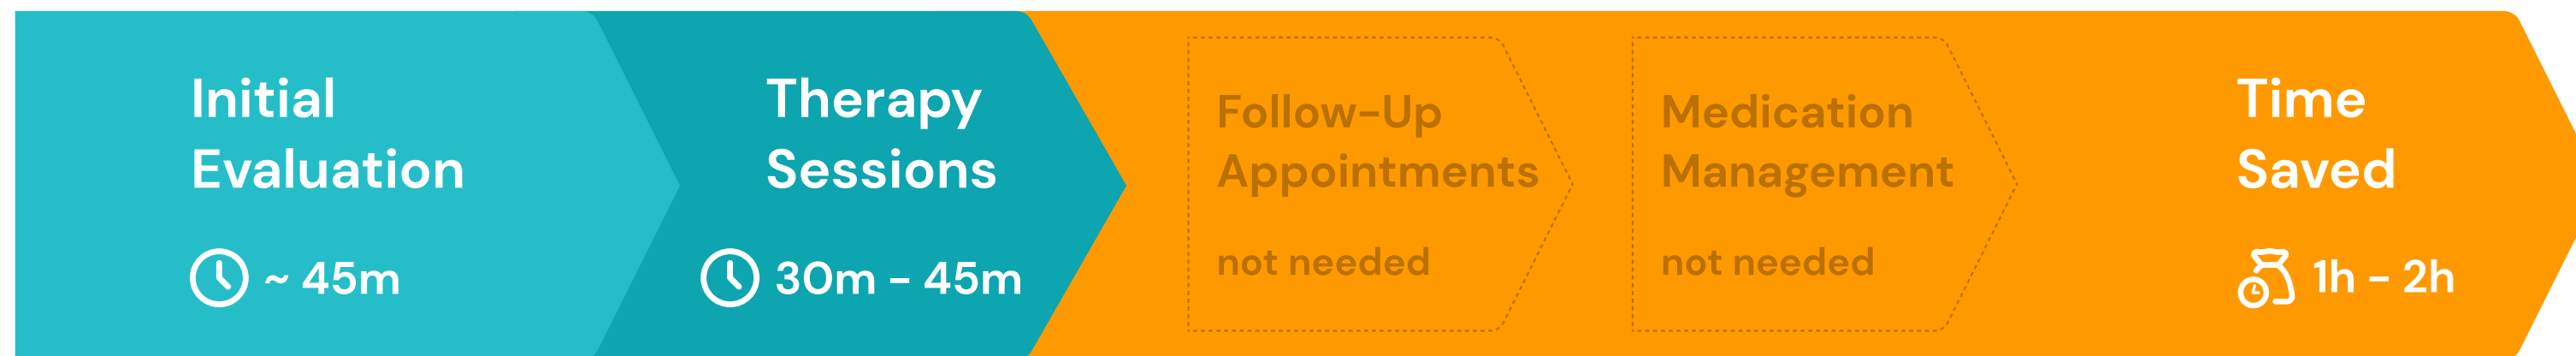 Initial
Evaluation
~ 45m
Therapy
Sessions
30m - 45m
Follow-Up
Appointments
not needed
Medication
Management
not needed
Time
Saved
1h - 2h